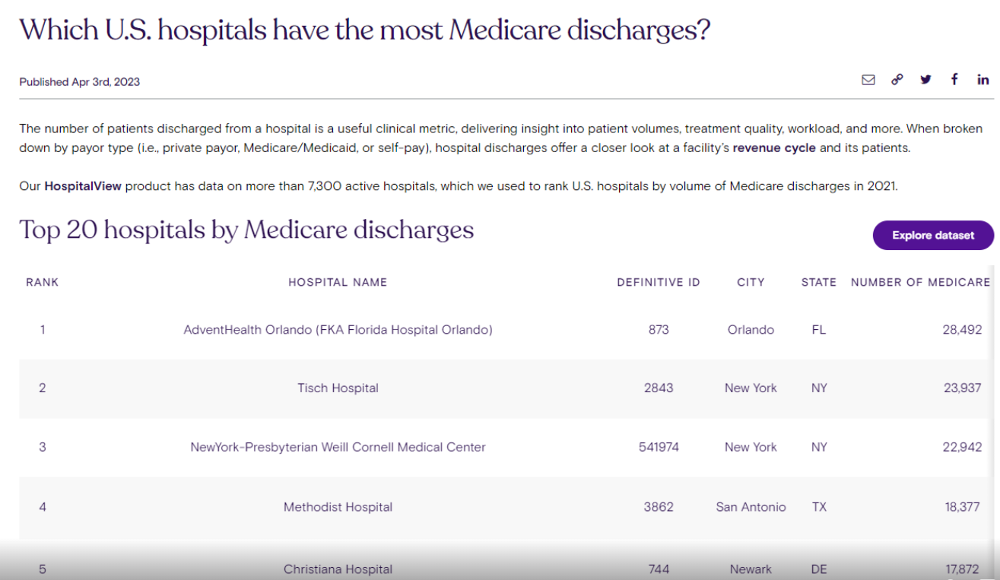 Which U.S. hospitals have the most Medicare discharges?
Published Apr 3rd, 2023
The number of patients discharged from a hospital is a useful clinical metric, delivering insight into patient volumes, treatment quality, workload, and more. When broken
down by payor type (i.e., private payor, Medicare/Medicaid, or self-pay), hospital discharges offer a closer look at a facility's revenue cycle and its patients.
Our HospitalView product has data on more than 7,300 active hospitals, which we used to rank U.S. hospitals by volume of Medicare discharges in 2021.
Top 20 hospitals by Medicare discharges
Explore dataset
RANK HOSPITAL NAME DEFINITIVE ID CITY STATE NUMBER OF MEDICARE
1 AdventHealth Orlando (FKA Florida Hospital Orlando) 873 Orlando FL 28,492
2 Tisch Hospital 2843 New York NY 23,937
3 NewYork-Presbyterian Weill Cornell Medical Center 541974 New York NY 22,942
4 Methodist Hospital 3862 San Antonio TX 18,377
5 Christiana Hospital 744 Newark DE 17,872